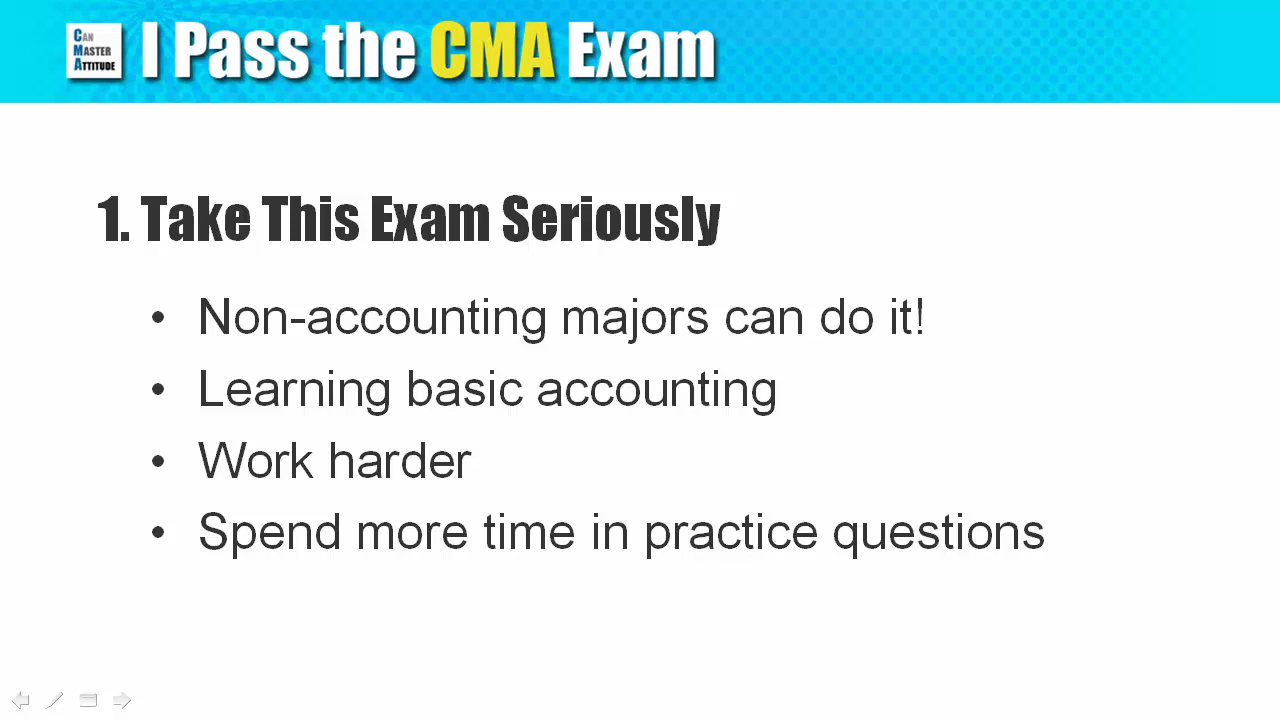 CAN
MASTER
ATTITUDE
I Pass the CMA Exam
1. Take This Exam Seriously
• Non-accounting majors can do it!
• Learning basic accounting
• Work harder
• Spend more time in practice questions